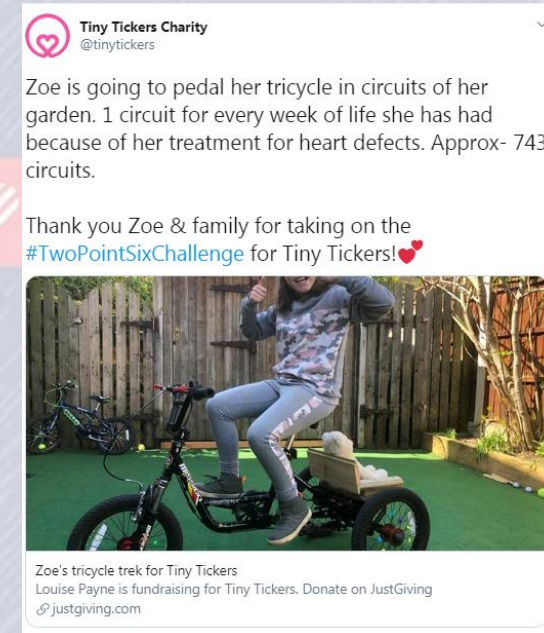 Tiny Tickers Charity
@tinytickers
Zoe is going to pedal her tricycle in circuits of her
garden. 1 circuit for every week of life she has had
because of her treatment for heart defects. Approx- 743
circuits.
Thank you Zoe & family for taking on the
#TwoPointSixChallenge for Tiny Tickers!💕
Zoe's tricycle trek for Tiny Tickers
Louise Payne is fundraising for Tiny Tickers. Donate on JustGiving
justgiving.com